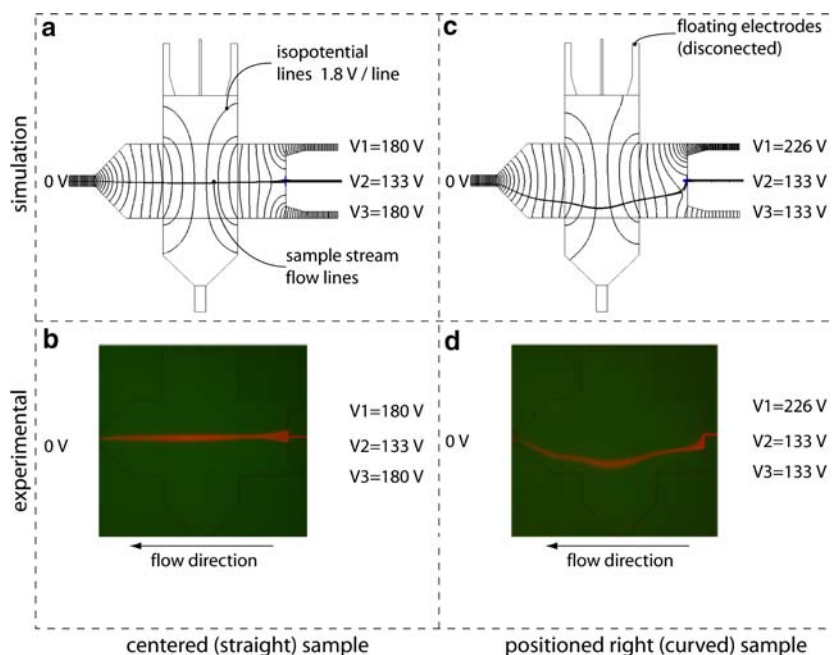 a
isopotential
lines 1.8 V / line
0 V
V1=180 V
V2=133 V
V3=180 V
sample stream
flow lines
c
floating electrodes
(disconected)
0 V
V1=226 V
V2=133 V
V3=133 V
simulation
b
0 V
V1=180 V
V2=133 V
V3=180 V
flow direction
d
0 V
V1=226 V
V2=133 V
V3=133 V
flow direction
experimental
centered (straight) sample
positioned right (curved) sample